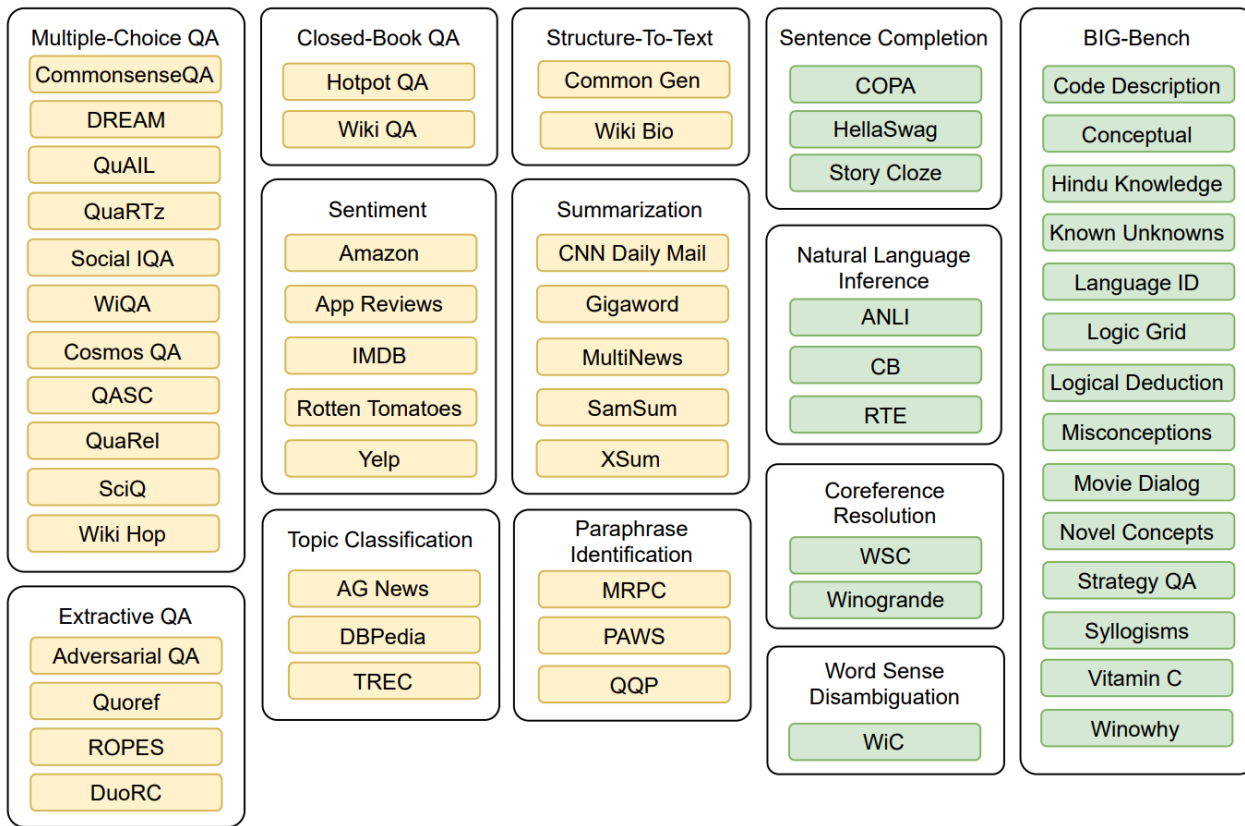 Multiple-Choice QA
CommonsenseQA
DREAM
QuAIL
QuaRTz
Social IQA
WiQA
Cosmos QA
QASC
QuaRel
SciQ
Wiki Hop
Extractive QA
Adversarial QA
Quoref
ROPES
DuoRC
Closed-Book QA
Hotpot QA
Wiki QA
Sentiment
Amazon
App Reviews
IMDB
Rotten Tomatoes
Yelp
Topic Classification
AG News
DBPedia
TREC
Structure-To-Text
Common Gen
Wiki Bio
Summarization
CNN Daily Mail
Gigaword
MultiNews
SamSum
XSum
Paraphrase
Identification
MRPC
PAWS
QQP
Sentence Completion
COPA
HellaSwag
Story Cloze
Natural Language
Inference
ANLI
CB
RTE
Coreference
Resolution
WSC
Winogrande
Word Sense
Disambiguation
WiC
BIG-Bench
Code Description
Conceptual
Hindu Knowledge
Known Unknowns
Language ID
Logic Grid
Logical Deduction
Misconceptions
Movie Dialog
Novel Concepts
Strategy QA
Syllogisms
Vitamin C
Winowhy